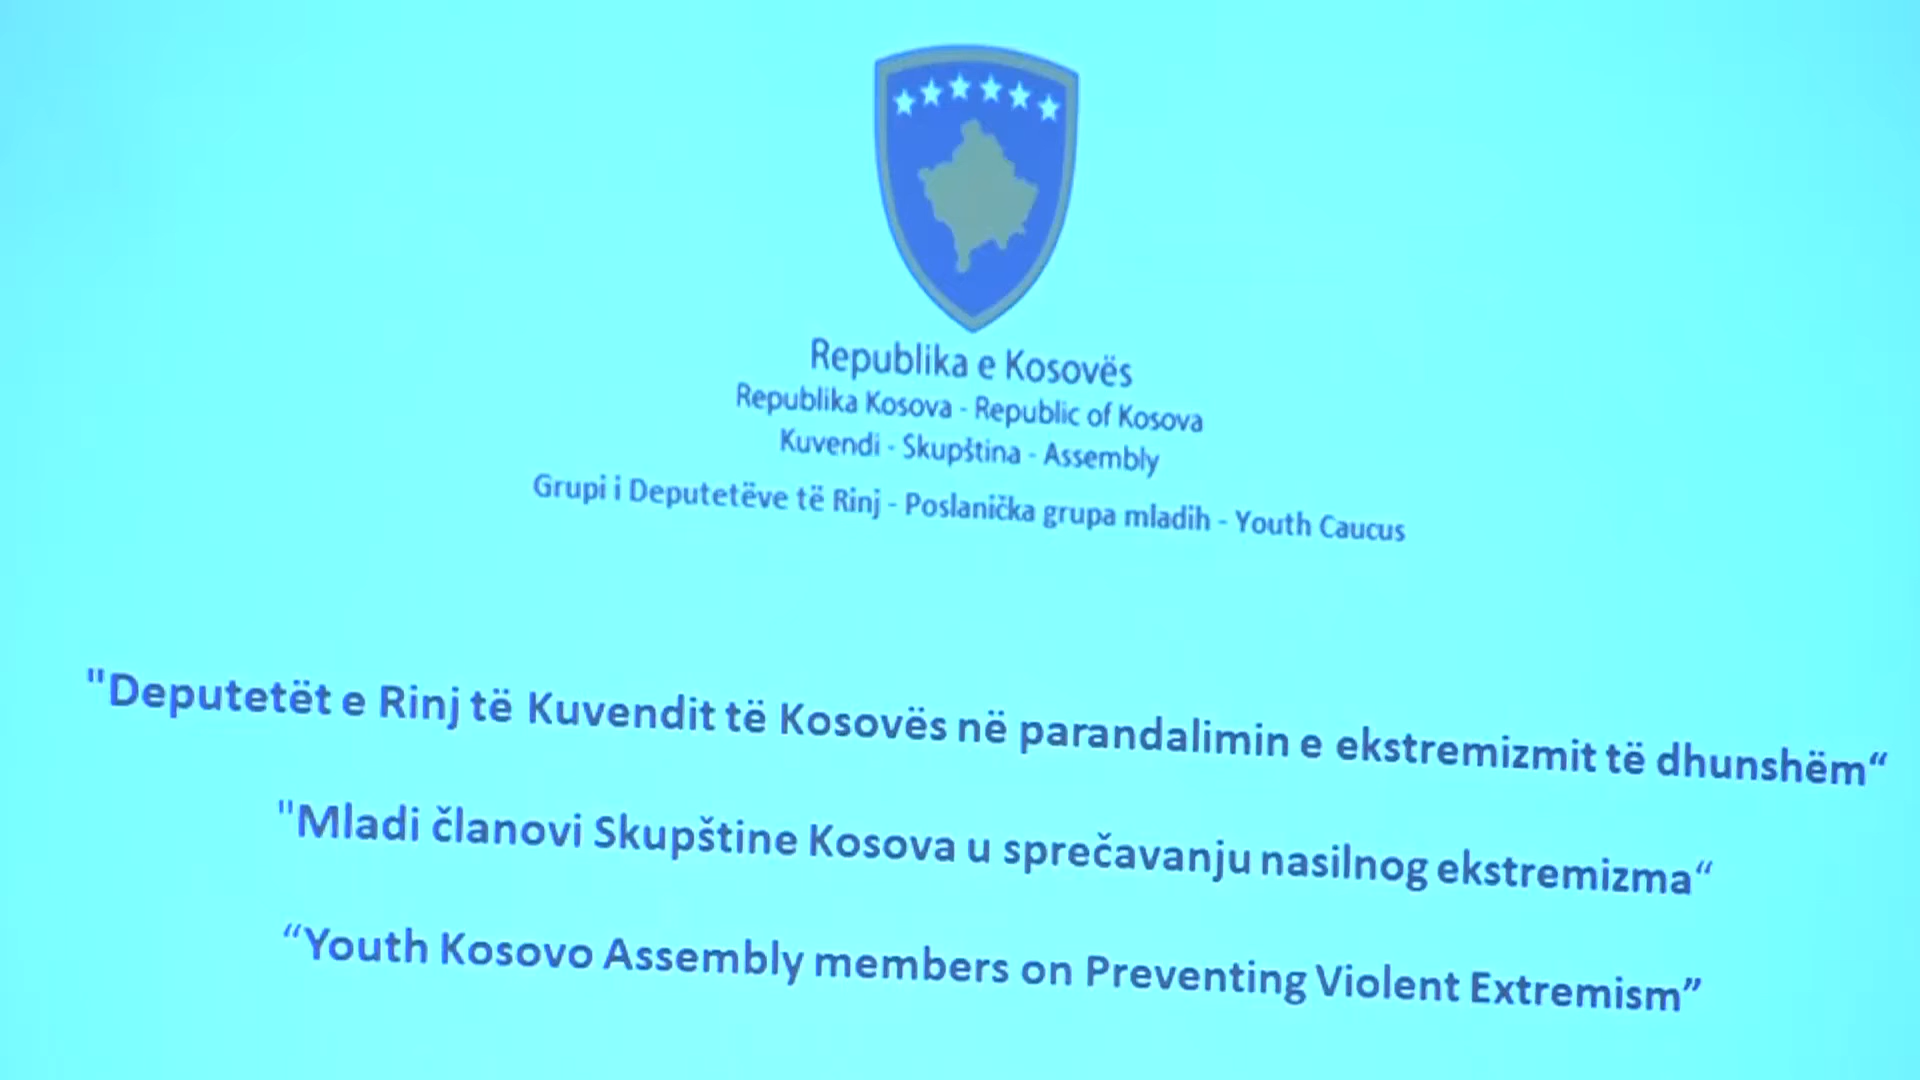 Republika e Kosovës
Republika Kosova - Republic of Kosova
Kuvendi - Skupština - Assembly
Grupi i Deputetëve të Rinj - Poslanička grupa mladih - Youth Caucus
"Deputetët e Rinj të Kuvendit të Kosovës në parandalimin e ekstremizmit të dhunshëm“
"Mladi članovi Skupštine Kosova u sprečavanju nasilnog ekstremizma“
“Youth Kosovo Assembly members on Preventing Violent Extremism”